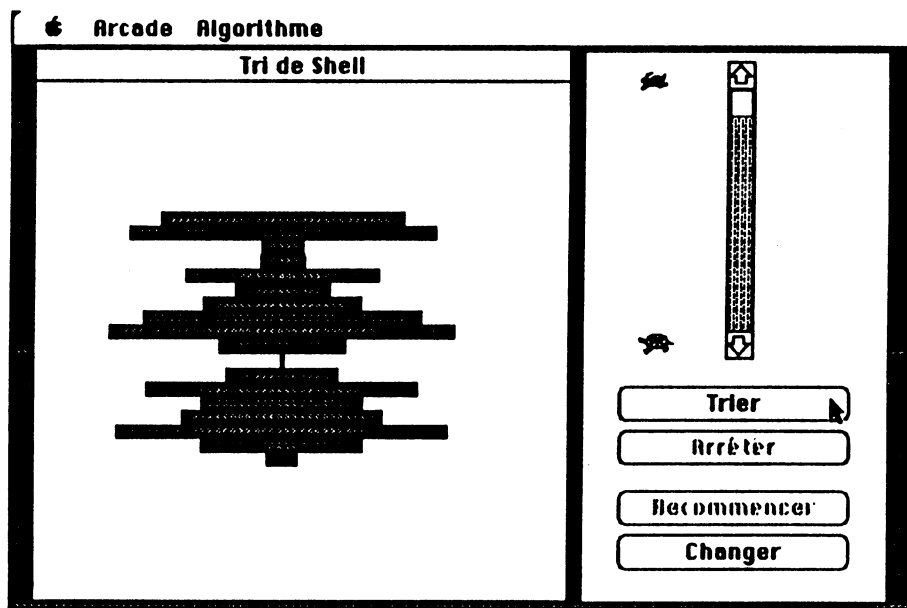 Arcade Algorithme
Tri de Shell
Trier
Arrêter
Recommencer
Changer